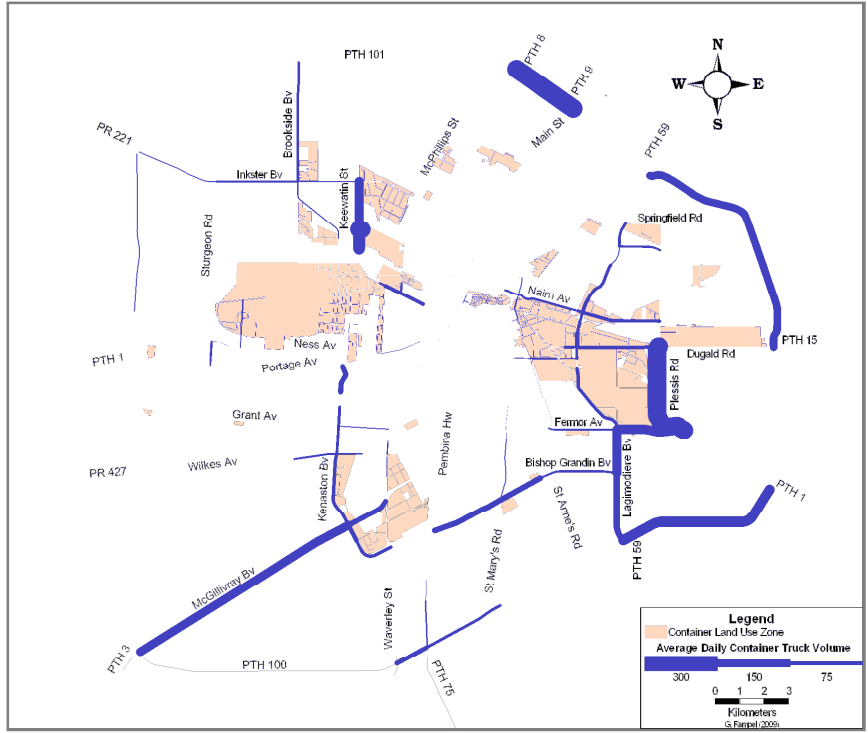 PTH 101
PTH 8
PTH 9
N
W E
S
PR 221
Brookside Bv
McPhillips St
Main St
PTH 59
Inkster Bv
Keewatin St
Sturgeon Rd
Springfield Rd
Nairn Av
PTH 1
Ness Av
Portage Av
PTH 15
Dugald Rd
Plessis Rd
Grant Av
Pembina Hw
Fermor Av
PR 427
Wilkes Av
Kenaston Bv
Bishop Grandin Bv
Lagimodiere Bv
PTH 1
St Anne's Rd
St Mary's Rd
PTH 59
McGillivray Bv
Waverley St
PTH 3
PTH 100
PTH 75
Legend
Container Land Use Zone
Average Daily Container Truck Volume
300 150 75
0 1 2 3
Kilometers
(2009)